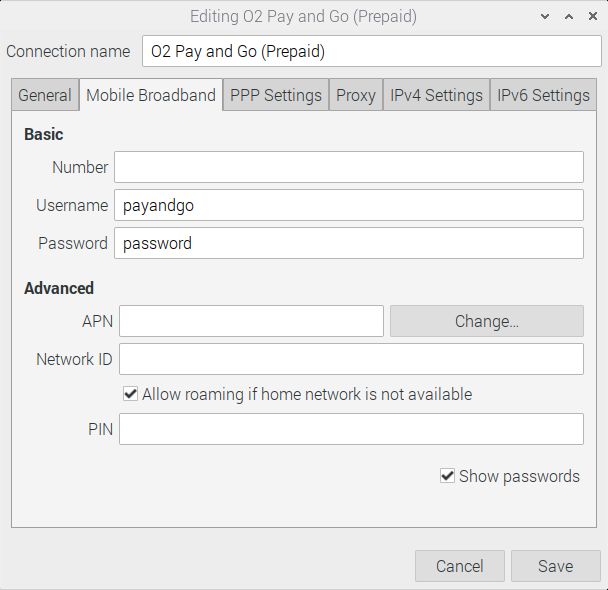 Editing O2 Pay and Go (Prepaid)
Connection name O2 Pay and Go (Prepaid)
General Mobile Broadband PPP Settings Proxy IPv4 Settings IPv6 Settings
Basic
Number
Username payandgo
Password password
Advanced
APN Change...
Network ID
Allow roaming if home network is not available
PIN
Show passwords
Cancel Save